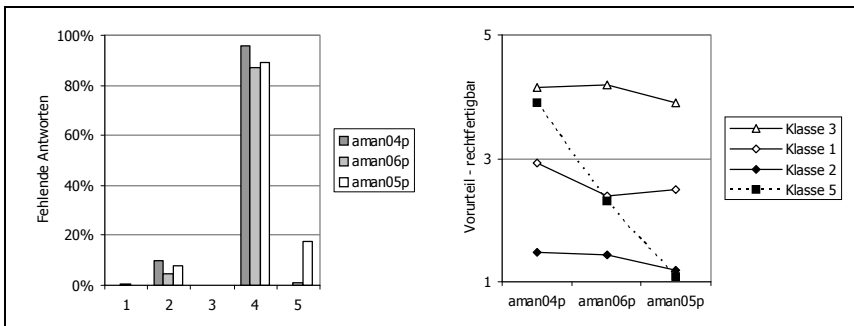 100%
80%
60%
40%
20%
0%
Fehlende Antworten
1 2 3 4 5
aman04p
aman06p
aman05p
5
3
1
Vorurteil - rechtfertigbar
aman04p aman06p aman05p
Klasse 3
Klasse 1
Klasse 2
Klasse 5